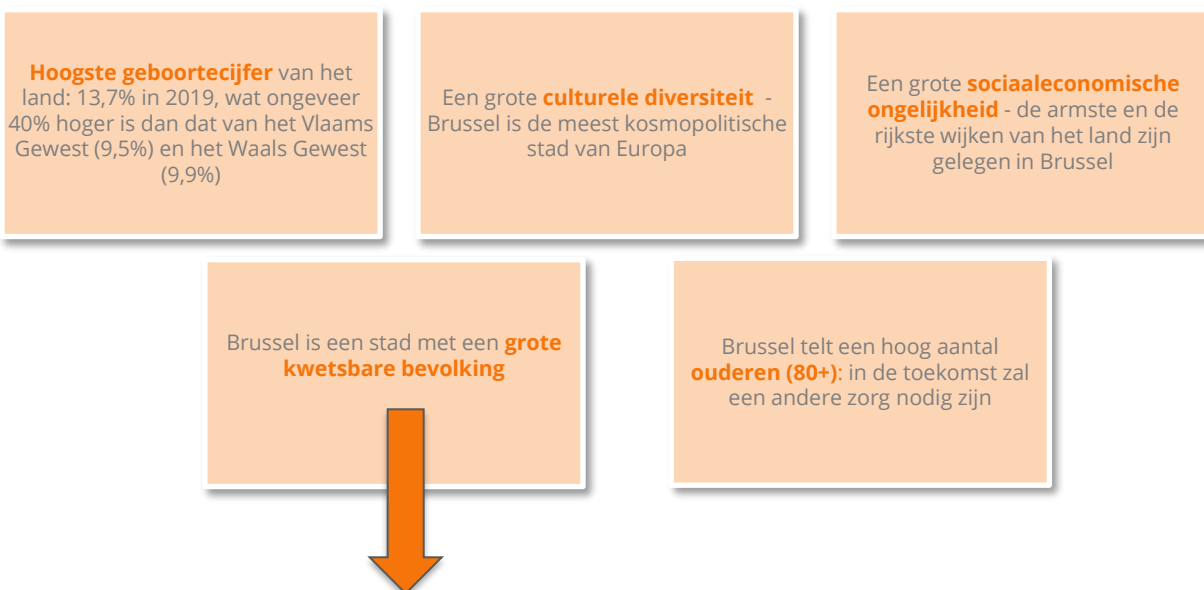 Hoogste geboortecijfer van het
land: 13,7% in 2019, wat ongeveer
40% hoger is dan dat van het Vlaams
Gewest (9,5%) en het Waals Gewest
(9,9%)
Een grote culturele diversiteit -
Brussel is de meest kosmopolitische
stad van Europa
Een grote sociaaleconomische
ongelijkheid - de armste en de
rijkste wijken van het land zijn
gelegen in Brussel
Brussel is een stad met een grote
kwetsbare bevolking
Brussel telt een hoog aantal
ouderen (80+): in de toekomst zal
een andere zorg nodig zijn